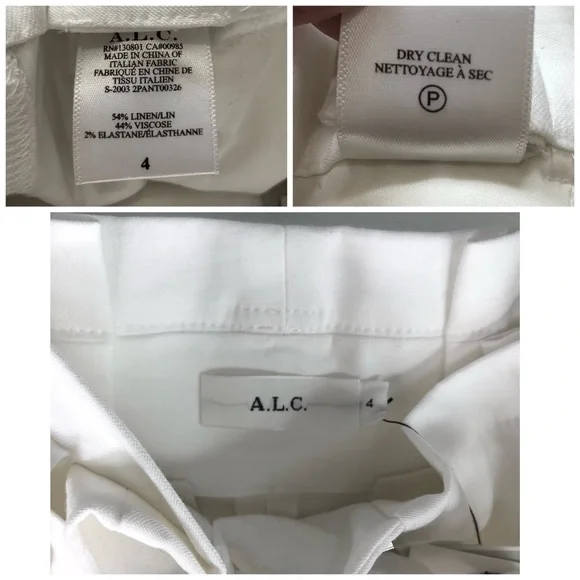 A.L.C.
RN#130801 CA#00985
MADE IN CHINA OF
ITALIAN FABRIC
FABRIQUÉ EN CHINE DE
TISSU ITALIEN
S-2003 2PANT00326
54% LINEN/LIN
44% VISCOSE
2% ELASTANE/ÉLASTHANNE
4
DRY CLEAN
NETTOYAGE À SEC
P
A.L.C.
4